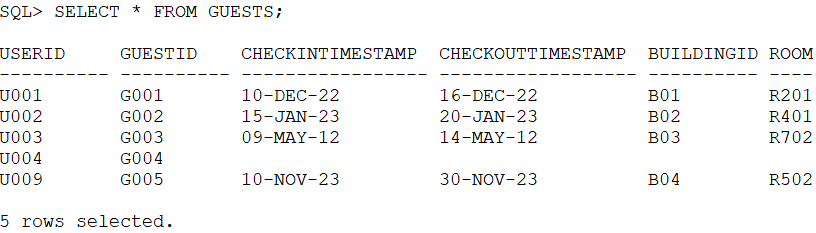 SQL> SELECT * FROM GUESTS;
USERID     GUESTID    CHECKINTIMESTAMP  CHECKOUTTIMESTAMP  BUILDINGID ROOM
---------- ---------- ----------------- ------------------ ---------- ----
U001       G001       10-DEC-22         16-DEC-22          B01        R201
U002       G002       15-JAN-23         20-JAN-23          B02        R401
U003       G003       09-MAY-12         14-MAY-12          B03        R702
U004       G004
U009       G005       10-NOV-23         30-NOV-23          B04        R502
5 rows selected.